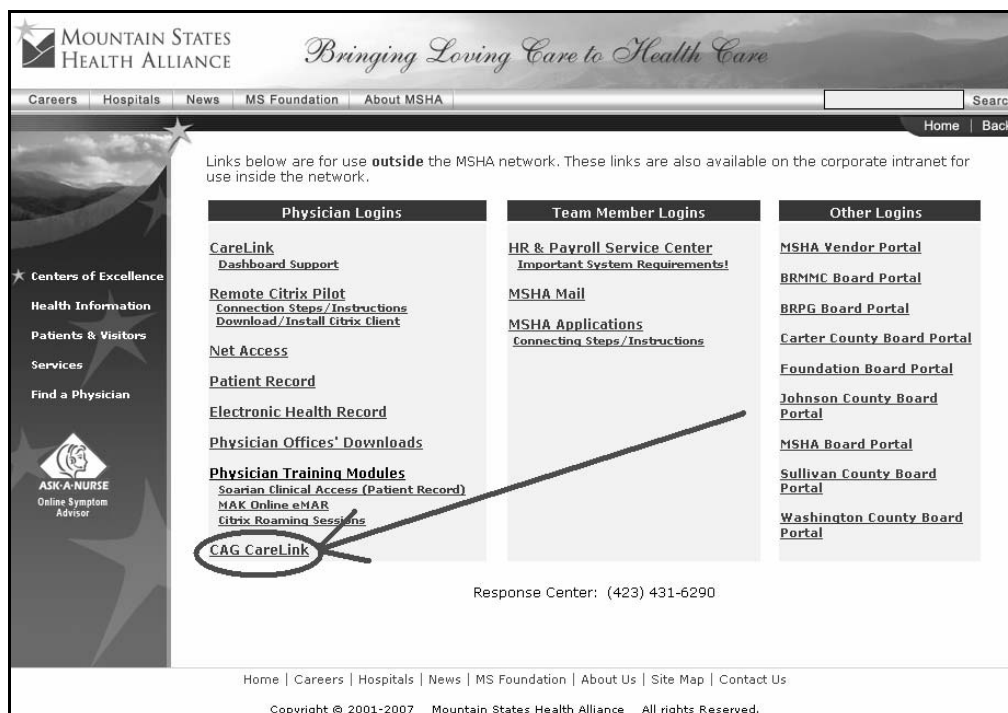 MOUNTAIN STATES
HEALTH ALLIANCE
Bringing Loving Care to Health Care
Careers Hospitals News MS Foundation About MSHA
Searc
Home | Back
Links below are for use outside the MSHA network. These links are also available on the corporate intranet for
use inside the network.
Centers of Excellence
Health Information
Patients & Visitors
Services
Find a Physician
ASK-A-NURSE
Online Symptom
Advisor
Physician Logins
CareLink
Dashboard Support
Remote Citrix Pilot
Connection Steps/Instructions
Download/Install Citrix Client
Net Access
Patient Record
Electronic Health Record
Physician Offices' Downloads
Physician Training Modules
Soarian Clinical Access (Patient Record)
MAK Online eMAR
Citrix Roaming Sessions
CAG CareLink
Team Member Logins
HR & Payroll Service Center
Important System Requirements!
MSHA Mail
MSHA Applications
Connecting Steps/Instructions
Other Logins
MSHA Vendor Portal
BRMMC Board Portal
BRPG Board Portal
Carter County Board Portal
Foundation Board Portal
Johnson County Board
Portal
MSHA Board Portal
Sullivan County Board
Portal
Washington County Board
Portal
Response Center: (423) 431-6290
Home | Careers | Hospitals | News | MS Foundation | About Us | Site Map | Contact Us
Copyright © 2001-2007 Mountain States Health Alliance All rights Reserved.